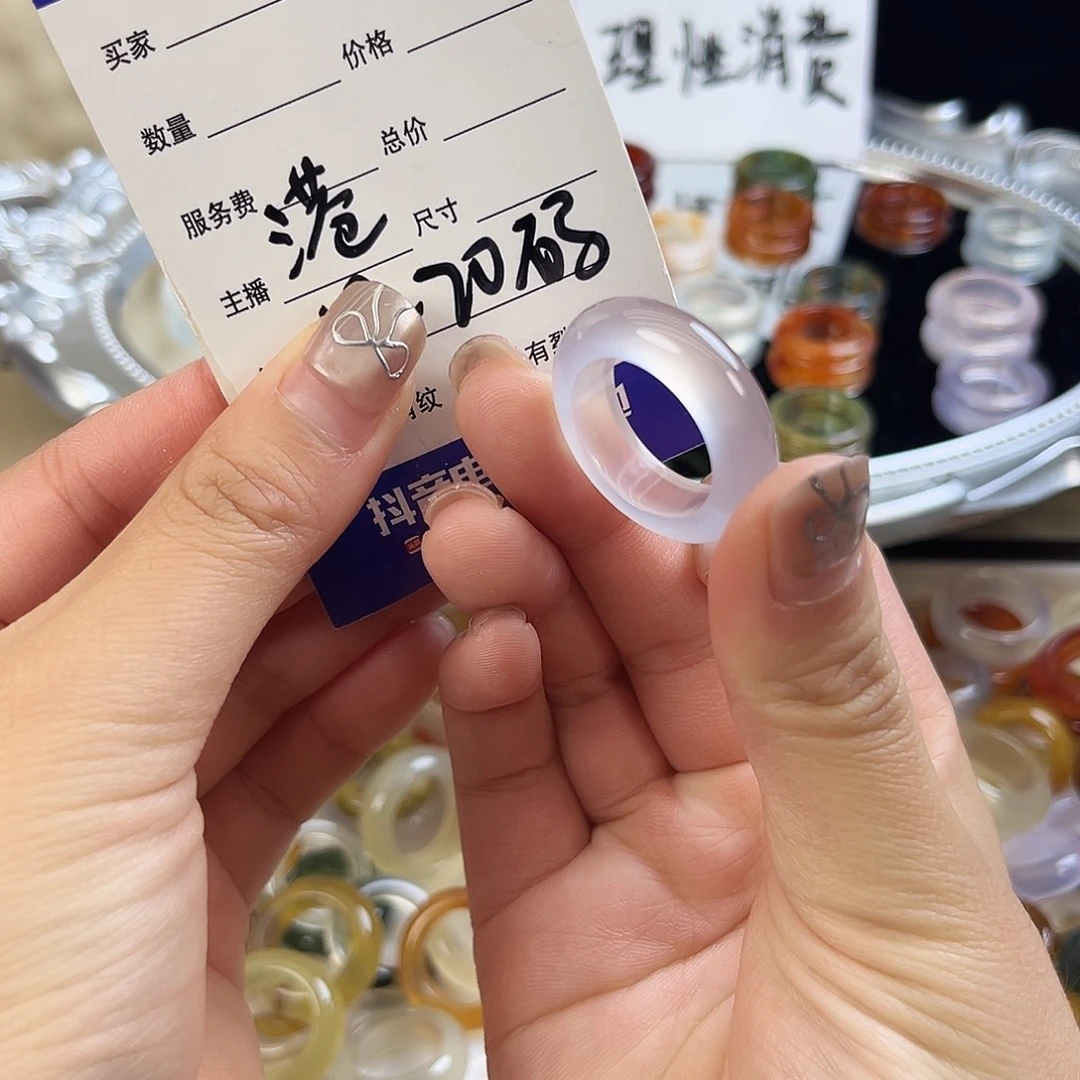 买家
价格
数量
总价
服务费
尺寸
主播
港
20码
有裂
纹
抖音电
理性消费